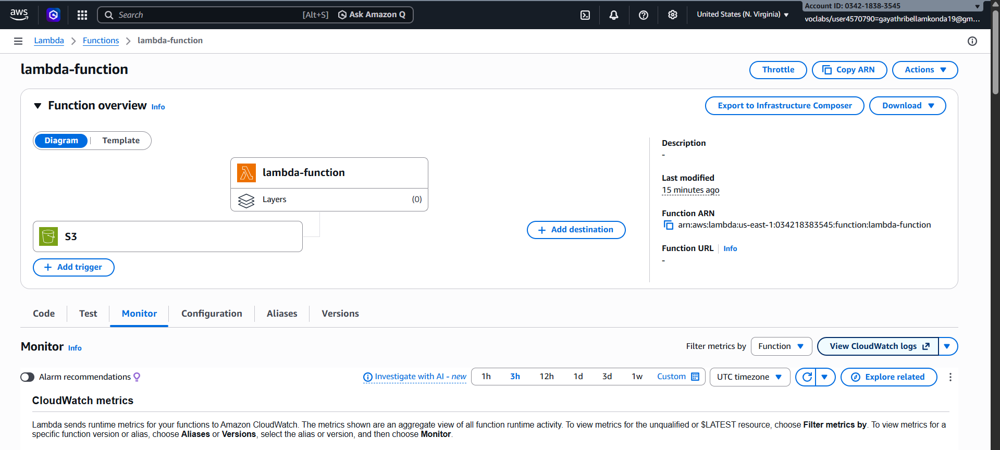 aws
Search [Alt+S] Ask Amazon Q
United States (N. Virginia)
Account ID: 0342-1838-3545
voclabs/user4570790=gayathribellamkonda19@gm...
Lambda Functions lambda-function
lambda-function
Throttle Copy ARN Actions
Function overview Info
Export to Infrastructure Composer Download
Diagram Template
lambda-function
Layers (0)
S3
Add trigger
Add destination
Description
-
Last modified
15 minutes ago
Function ARN
arn:aws:lambda:us-east-1:034218383545:function:lambda-function
Function URL Info
-
Code Test Monitor Configuration Aliases Versions
Monitor Info
Filter metrics by Function View CloudWatch logs
Alarm recommendations
Investigate with AI - new 1h 3h 12h 1d 3d 1w Custom UTC timezone Explore related
CloudWatch metrics
Lambda sends runtime metrics for your functions to Amazon CloudWatch. The metrics shown are an aggregate view of all function runtime activity. To view metrics for the unqualified or $LATEST resource, choose Filter metrics by. To view metrics for a
specific function version or alias, choose Aliases or Versions, select the alias or version, and then choose Monitor.